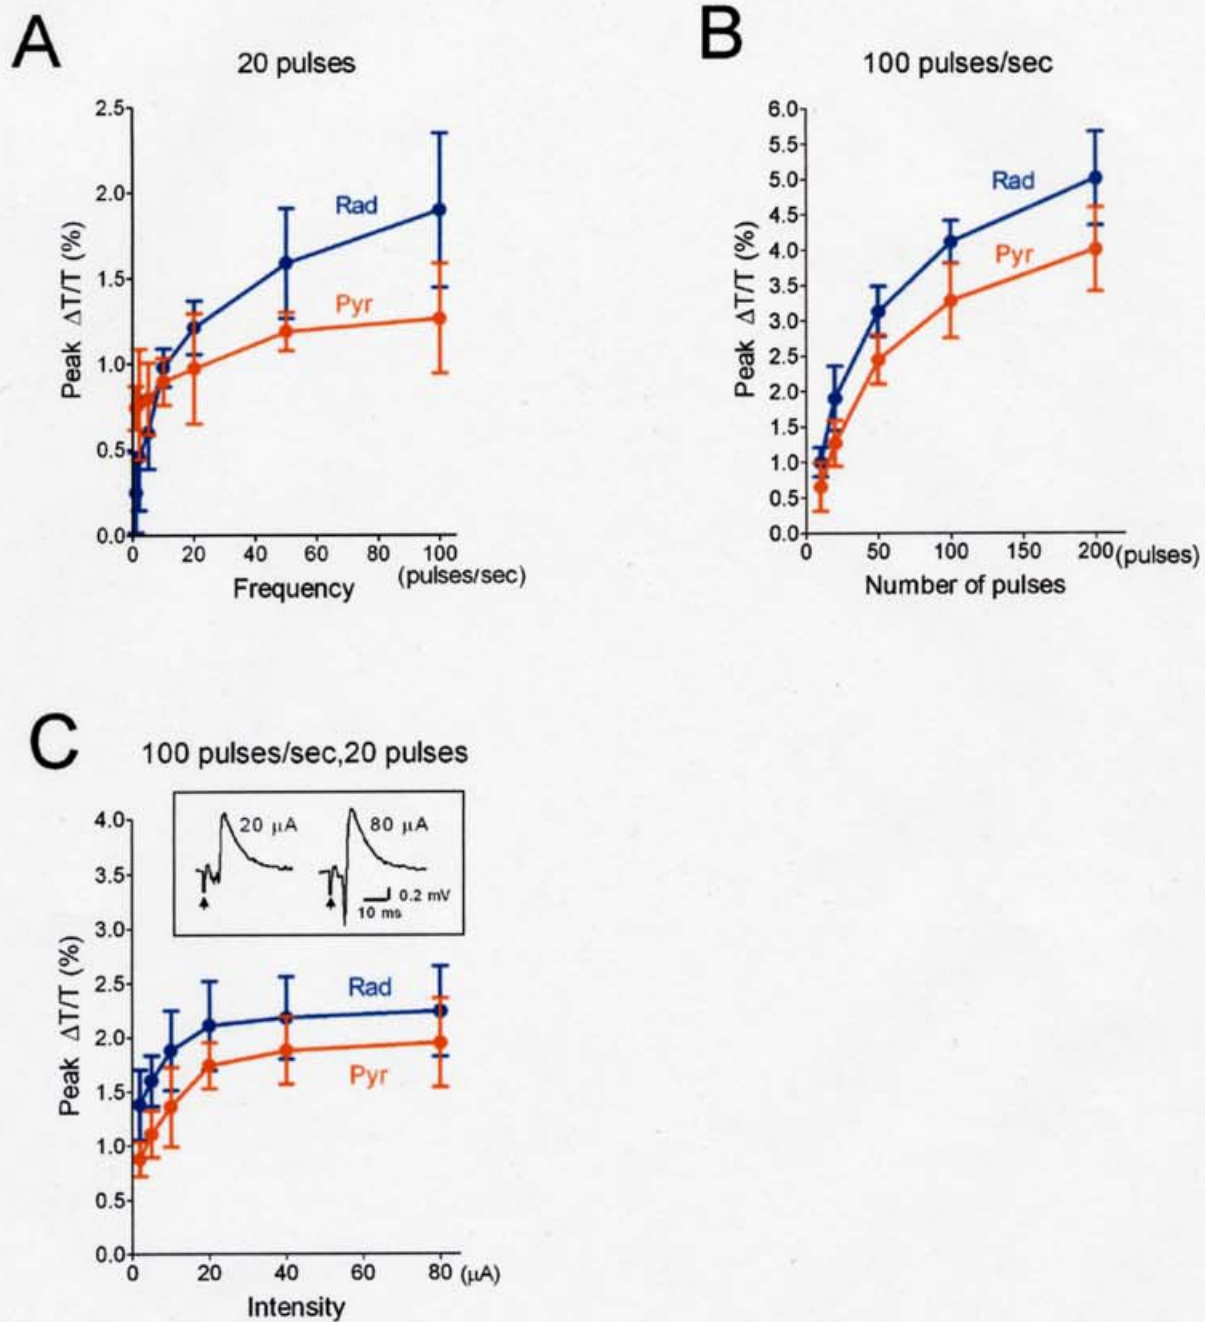 A
20 pulses
2.5
2.0
1.5
1.0
0.5
0.0
Peak ΔT/T (%)
Rad
Pyr
0 20 40 60 80 100
(pulses/sec)
Frequency
B
100 pulses/sec
6.0
5.5
5.0
4.5
4.0
3.5
3.0
2.5
2.0
1.5
1.0
0.5
0.0
Peak ΔT/T (%)
Rad
Pyr
0 50 100 150 200 (pulses)
Number of pulses
C
100 pulses/sec,20 pulses
4.0
3.5
3.0
2.5
2.0
1.5
1.0
0.5
0.0
Peak ΔT/T (%)
20 μA
80 μA
0.2 mV
10 ms
Rad
Pyr
0 20 40 60 80 (μA)
Intensity